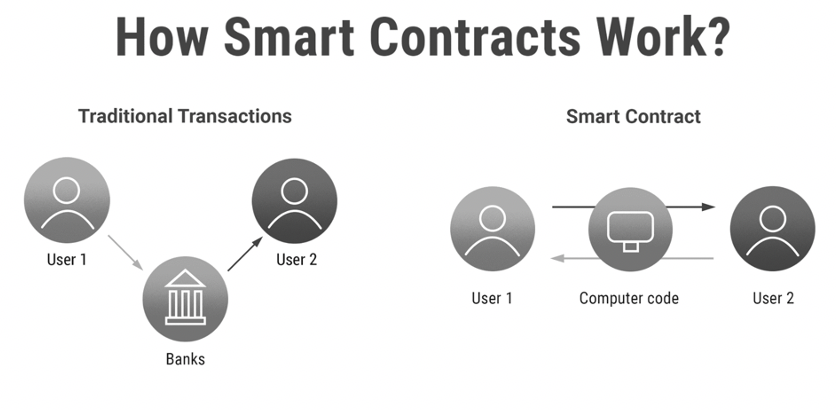 How Smart Contracts Work?
Traditional Transactions
User 1
User 2
Banks
Smart Contract
User 1
Computer code
User 2